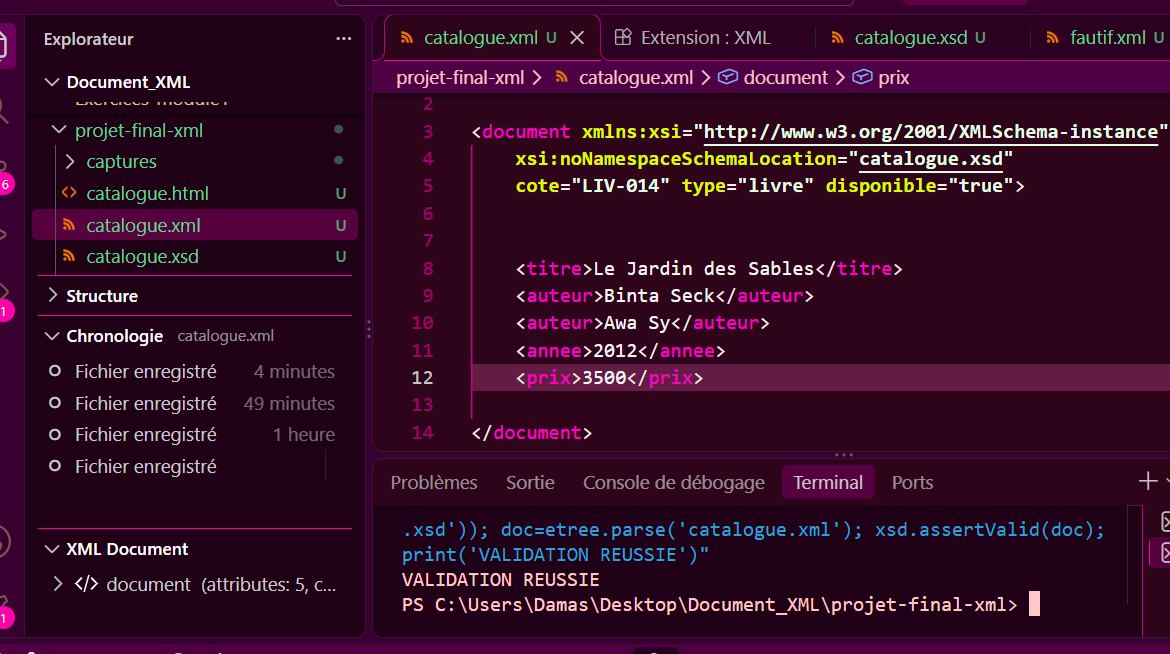 Explorateur
Document_XML
projet-final-xml
captures
catalogue.html U
catalogue.xml U
catalogue.xsd U
Structure
Chronologie catalogue.xml
Fichier enregistré 4 minutes
Fichier enregistré 49 minutes
Fichier enregistré 1 heure
Fichier enregistré
XML Document
document (attributes: 5, c...
6
1
1
catalogue.xml U
Extension : XML
catalogue.xsd U
fautif.xml U
projet-final-xml > catalogue.xml > document > prix
2
3 <document xmlns:xsi="http://www.w3.org/2001/XMLSchema-instance"
4 xsi:noNamespaceSchemaLocation="catalogue.xsd"
5 cote="LIV-014" type="livre" disponible="true">
6
7
8 <titre>Le Jardin des Sables</titre>
9 <auteur>Binta Seck</auteur>
10 <auteur>Awa Sy</auteur>
11 <annee>2012</annee>
12 <prix>3500</prix>
13
14 </document>
Problèmes Sortie Console de débogage Terminal Ports
.xsd')); doc=etree.parse('catalogue.xml'); xsd.assertValid(doc);
print('VALIDATION REUSSIE')"
VALIDATION REUSSIE
PS C:\Users\Damas\Desktop\Document_XML\projet-final-xml>